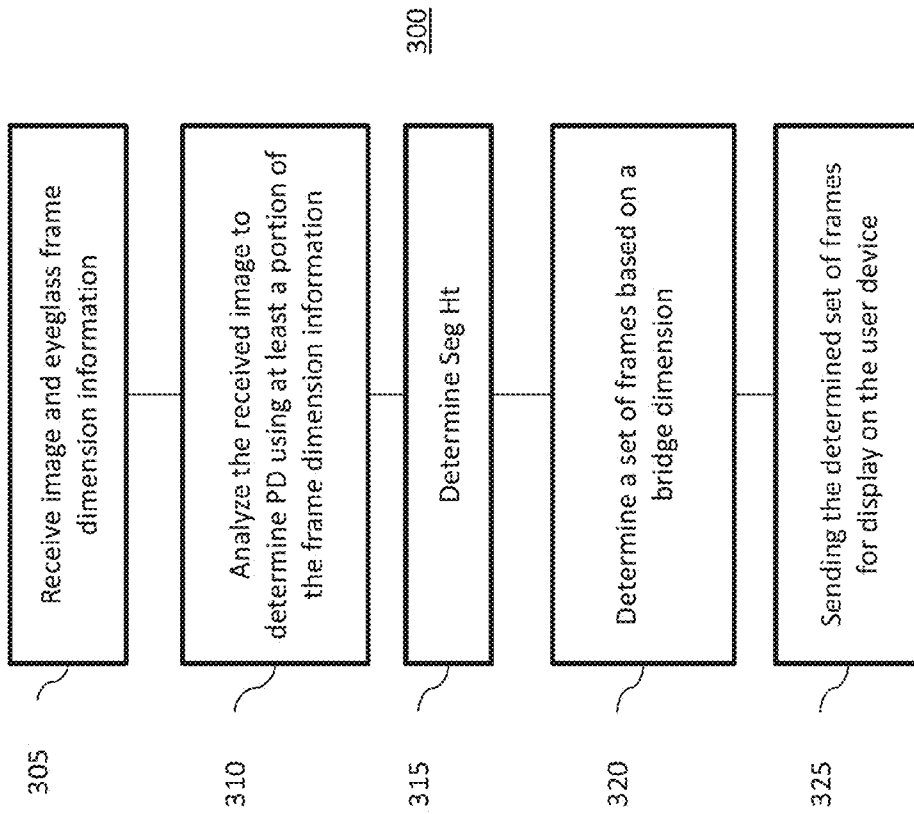 300
305
Receive image and eyeglass frame
dimension information
310
Analyze the received image to
determine PD using at least a portion of
the frame dimension information
315
Determine Seg Ht
320
Determine a set of frames based on a
bridge dimension
325
Sending the determined set of frames
for display on the user device